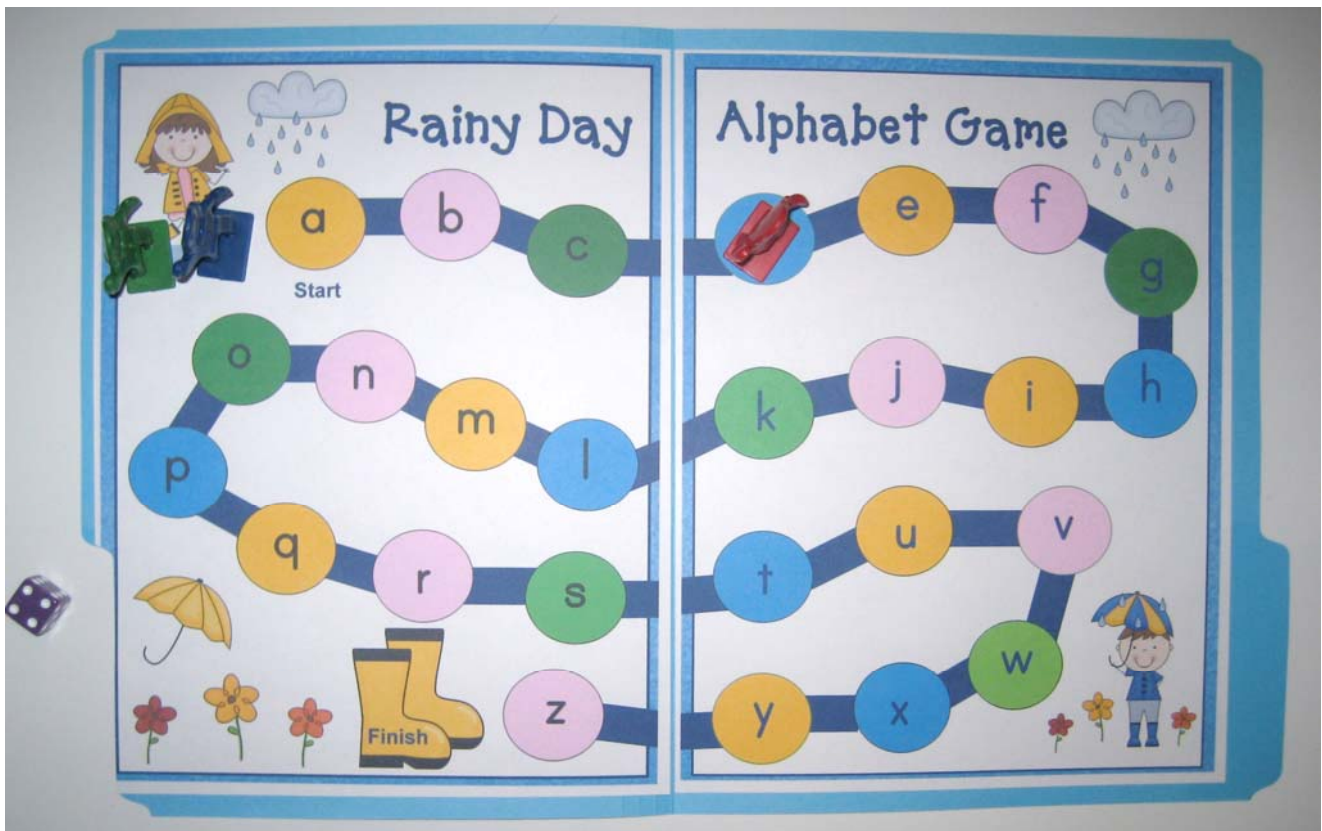 Rainy Day Alphabet Game
a b c e f g
Start
o n m l k j i h
p q r s t u v
w
z y x
Finish